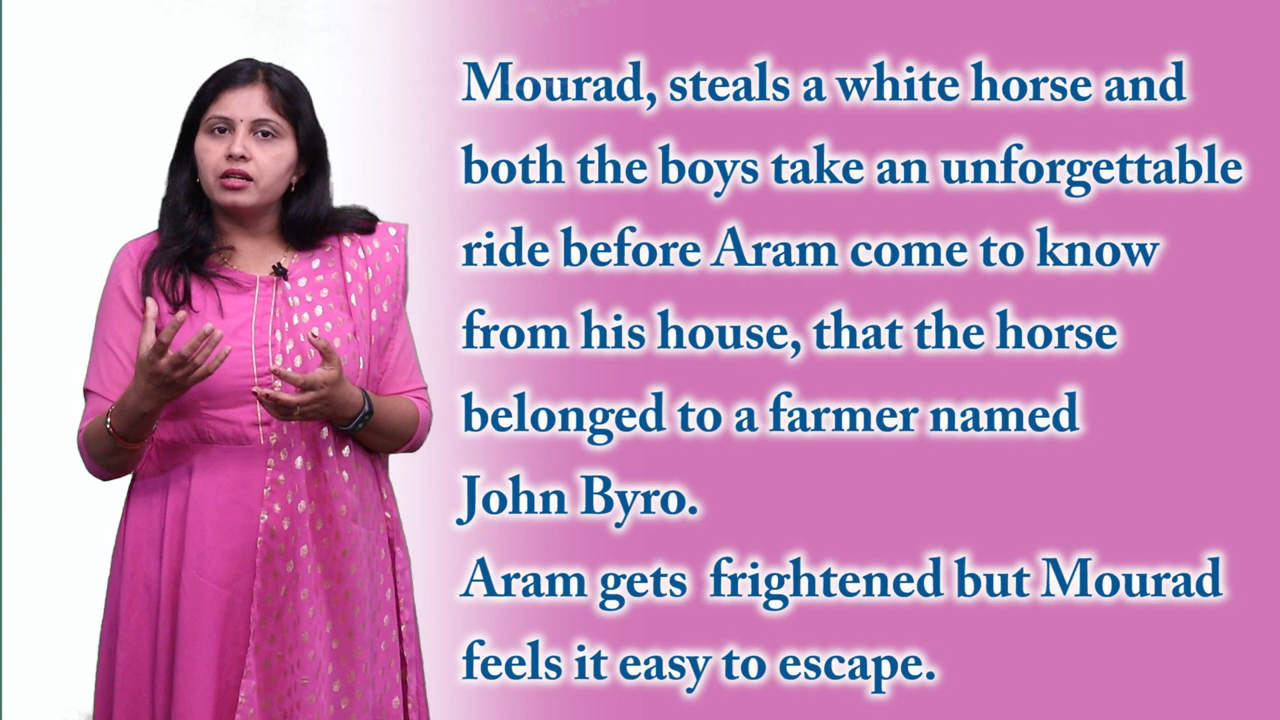 Mourad, steals a white horse and
both the boys take an unforgettable
ride before Aram come to know
from his house, that the horse
belonged to a farmer named
John Byro.
Aram gets  frightened but Mourad
feels it easy to escape.